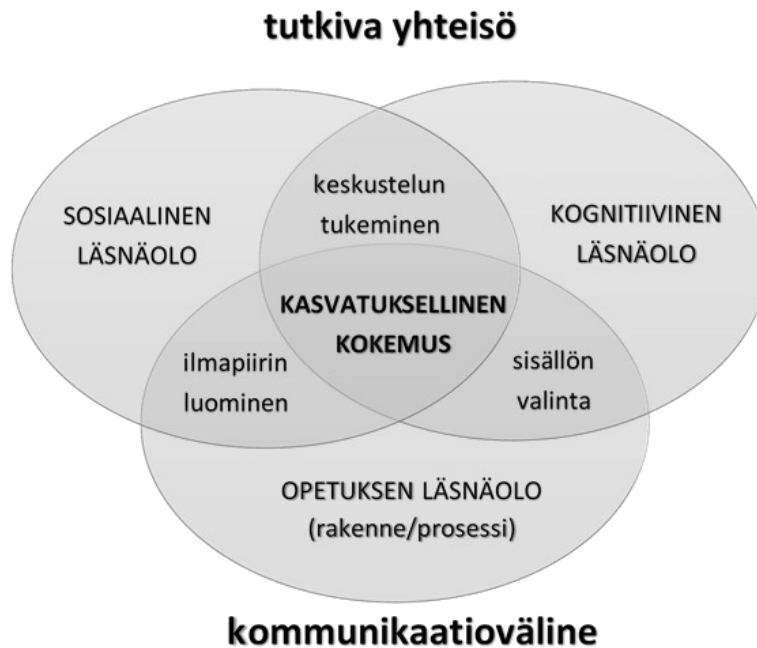 tutkiva yhteisö
SOSIAALINEN
LÄSNÄOLO
keskustelun
tukeminen
KOGNITIIVINEN
LÄSNÄOLO
KASVATUKSELLINEN
KOKEMUS
ilmapiirin
luominen
sisällön
valinta
OPETUKSEN LÄSNÄOLO
(rakenne/prosessi)
kommunikaatioväline